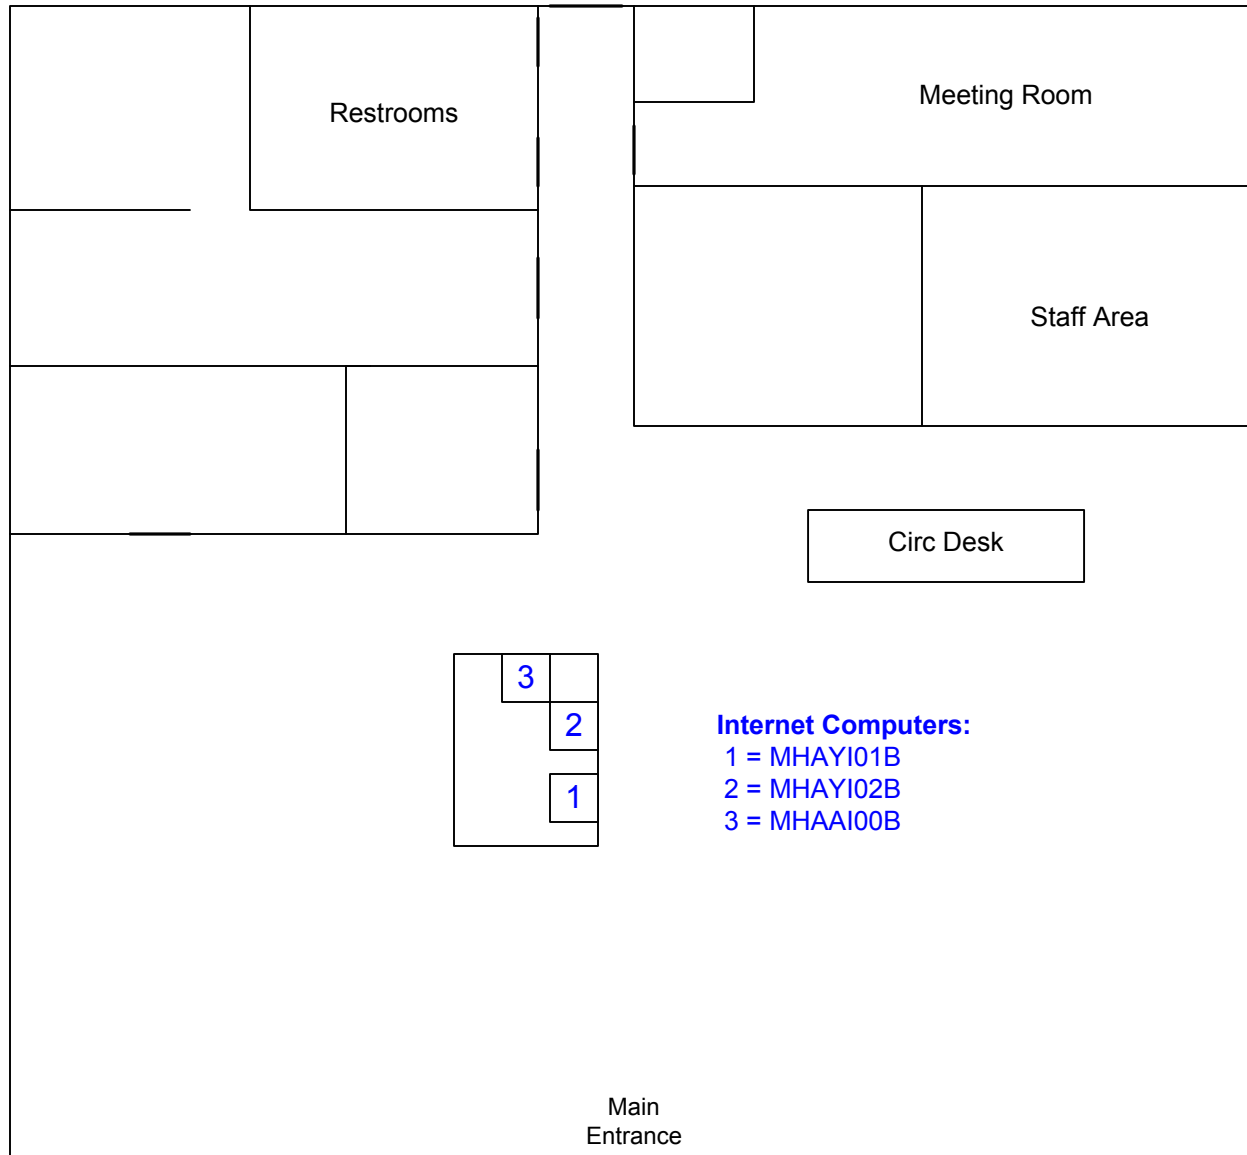 Meeting Room
Restrooms
Staff Area
Circ Desk
3
2
1
Internet Computers:
1 = MHAYI01B
2 = MHAYI02B
3 = MHAAI00B
Main
Entrance